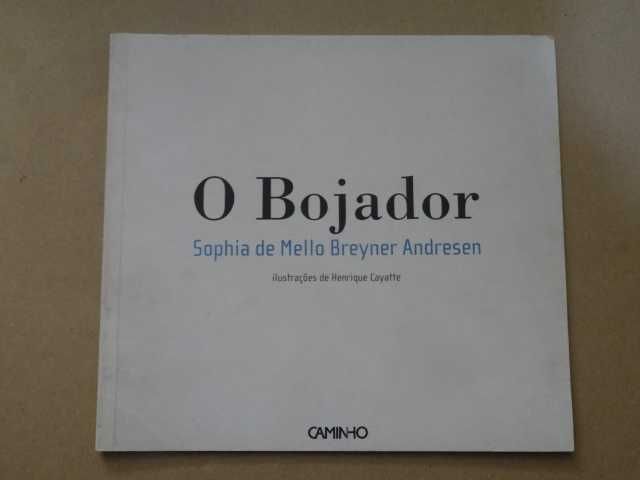 O Bojador
Sophia de Mello Breyner Andresen
ilustrações de Henrique Cayatte
CAMINHO